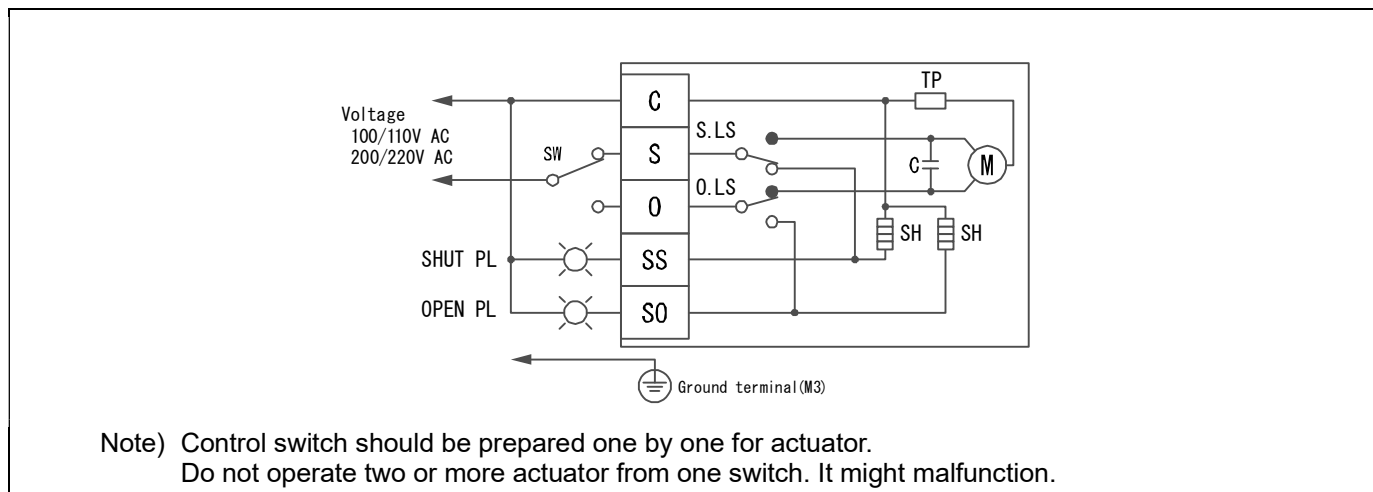 Voltage
100/110V AC
200/220V AC
SW
C
S
O
SS
SO
S.LS
O.LS
TP
C
M
SH
SH
SHUT PL
OPEN PL
Ground terminal(M3)
Note) Control switch should be prepared one by one for actuator.
Do not operate two or more actuator from one switch. It might malfunction.